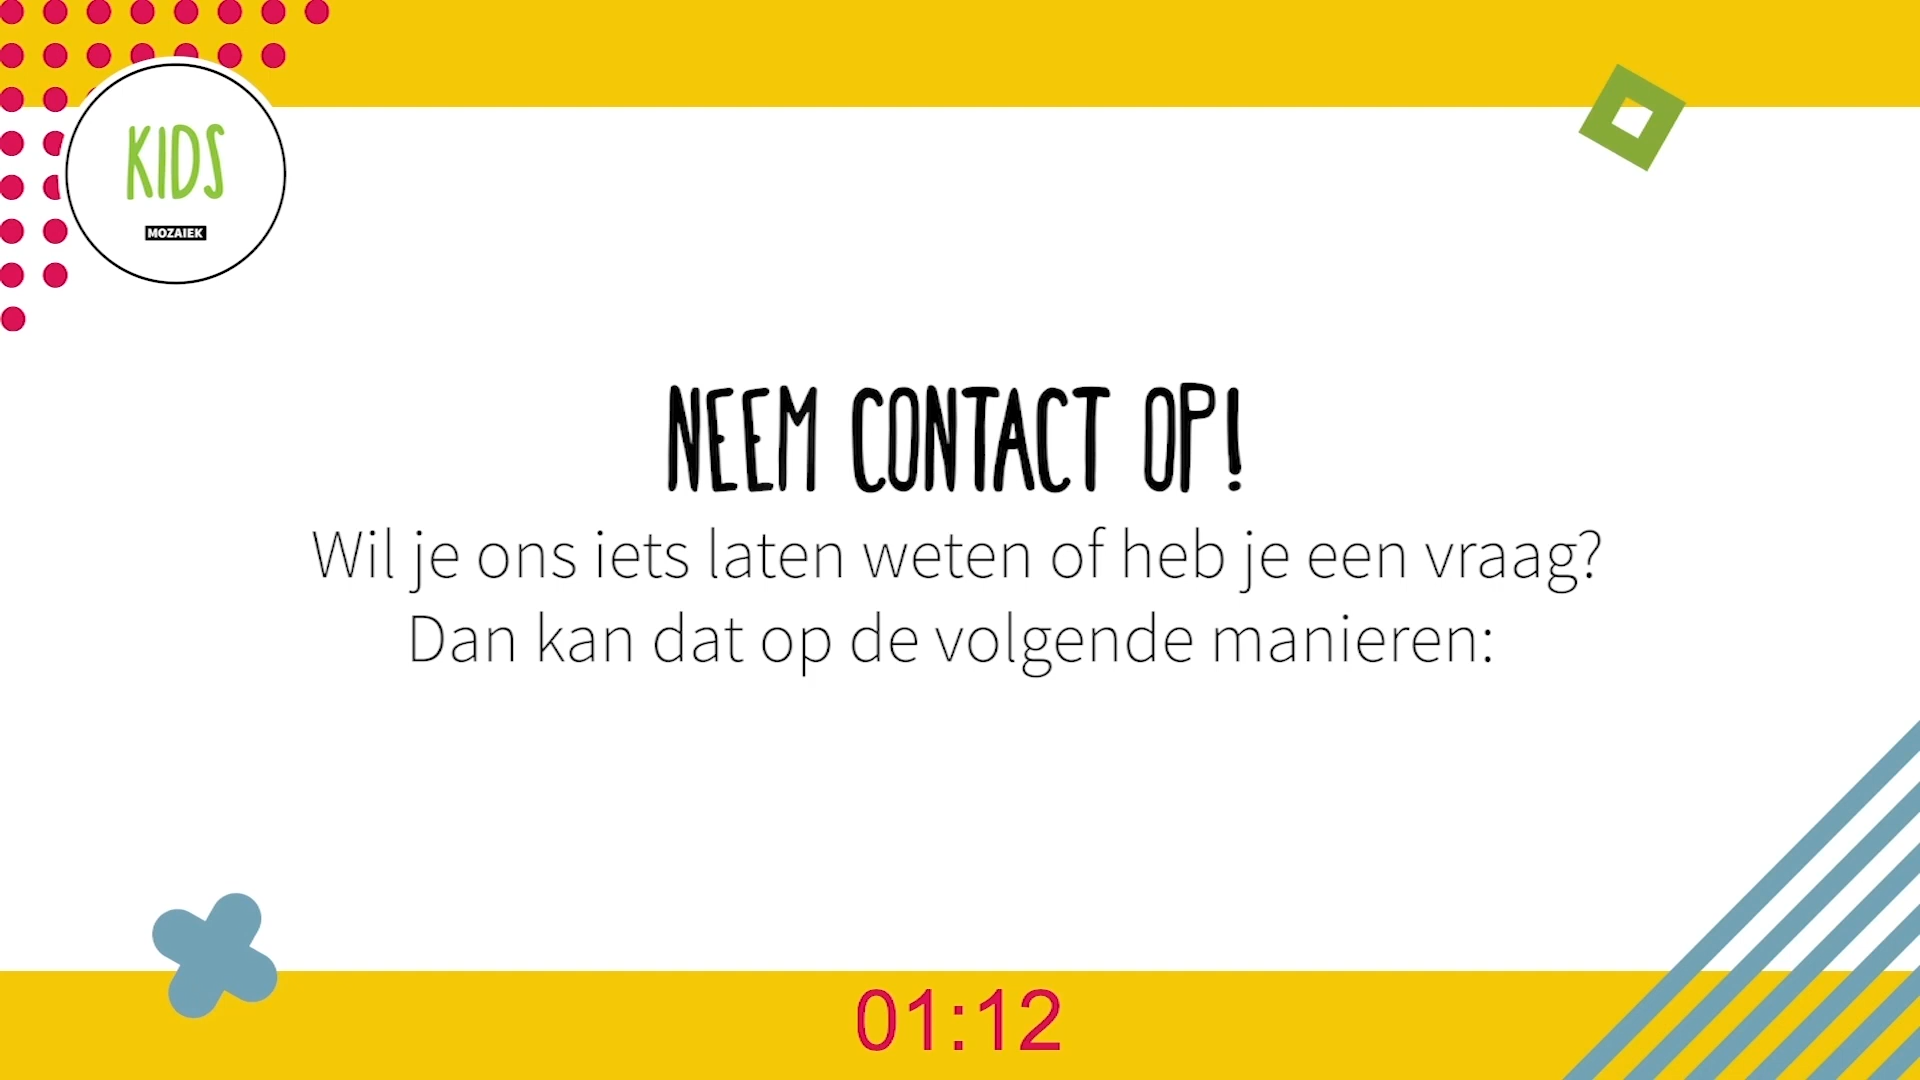 KIDS
MOZAIEK
NEEM CONTACT OP!
Wil je ons iets laten weten of heb je een vraag?
Dan kan dat op de volgende manieren:
01:12